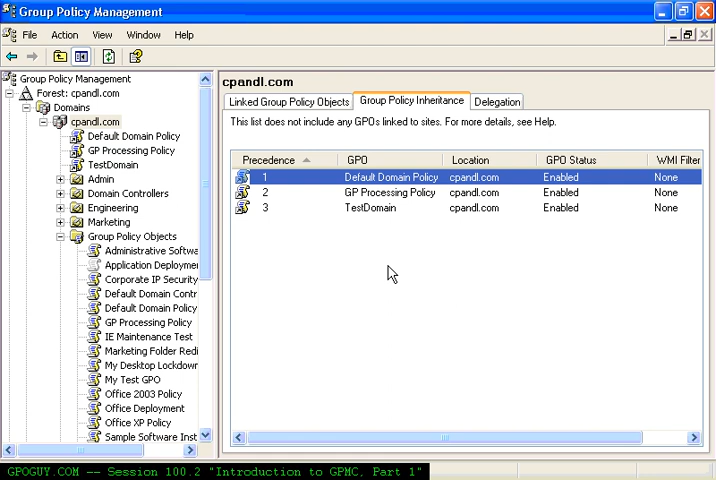 Group Policy Management
File Action View Window Help
Group Policy Management
Forest: cpandl.com
Domains
cpandl.com
Default Domain Policy
GP Processing Policy
TestDomain
Admin
Domain Controllers
Engineering
Marketing
Group Policy Objects
Administrative Softwa
Application Deploymen
Corporate IP Security
Default Domain Contr
Default Domain Policy
GP Processing Policy
IE Maintenance Test
Marketing Folder Redi
My Desktop Lockdown
My Test GPO
Office 2003 Policy
Office Deployment
Office XP Policy
Sample Software Inst
cpandl.com
Linked Group Policy Objects Group Policy Inheritance Delegation
This list does not include any GPOs linked to sites. For more details, see Help.
Precedence GPO Location GPO Status WMI Filter
1 Default Domain Policy cpandl.com Enabled None
2 GP Processing Policy cpandl.com Enabled None
3 TestDomain cpandl.com Enabled None
GPOGUY.COM -- Session 100.2 "Introduction to GPMC, Part 1"